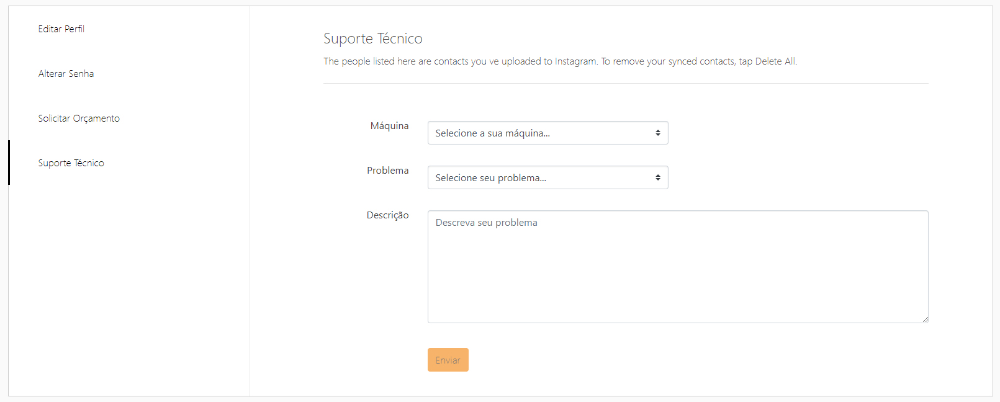 Editar Perfil
Alterar Senha
Solicitar Orçamento
Suporte Técnico
Suporte Técnico
The people listed here are contacts you ve uploaded to Instagram. To remove your synced contacts, tap Delete All.
Máquina
Selecione a sua máquina...
Problema
Selecione seu problema...
Descrição
Descreva seu problema
Enviar